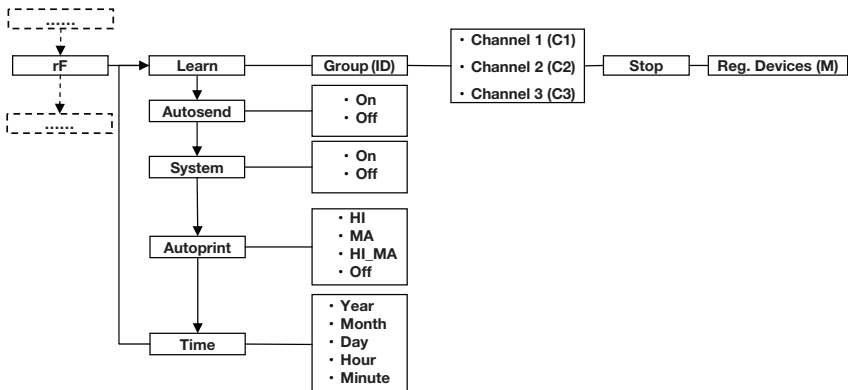 ......
rF
......
Learn
Group (ID)
• Channel 1 (C1)
• Channel 2 (C2)
• Channel 3 (C3)
Stop
Reg. Devices (M)
Autosend
• On
• Off
System
• On
• Off
Autoprint
• HI
• MA
• HI_MA
• Off
Time
• Year
• Month
• Day
• Hour
• Minute